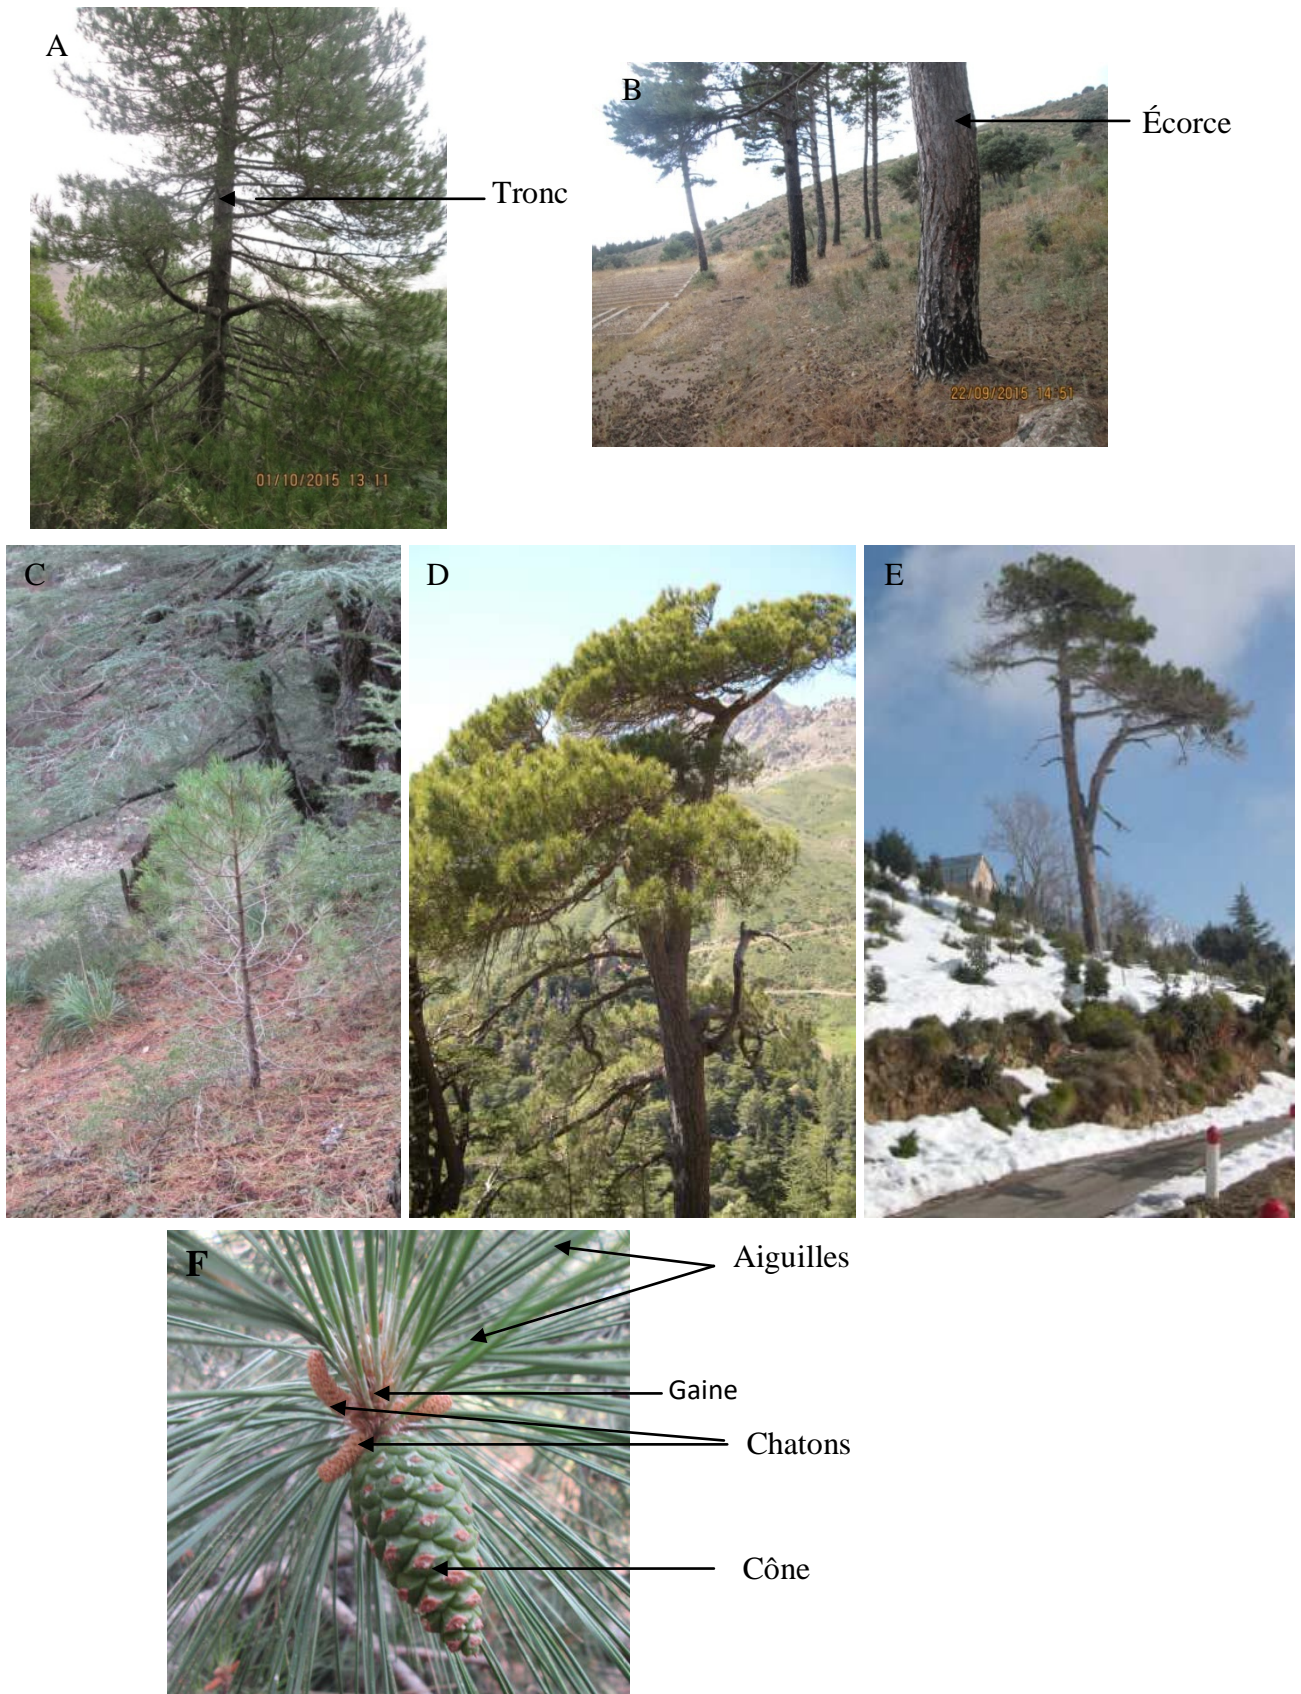 A
Tronc
01/10/2015 13:11
B
Écorce
22/09/2015 14:51
C
D
E
F
Aiguilles
Gaine
Chatons
Cône